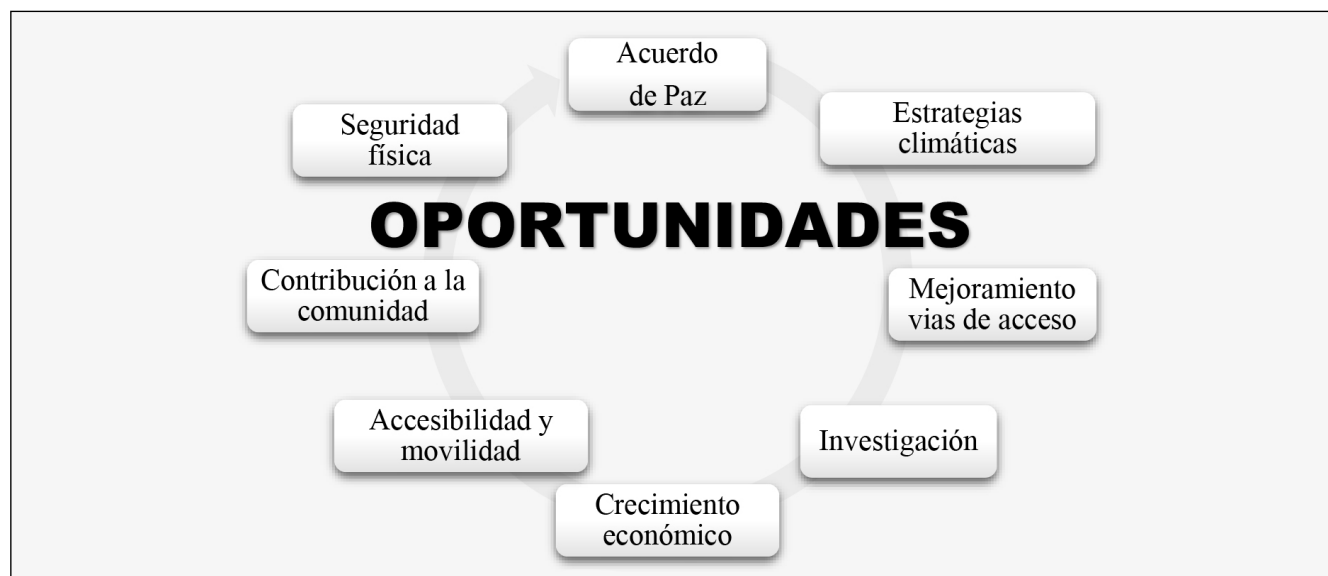 Acuerdo
de Paz
Estrategias
climáticas
Seguridad
física
OPORTUNIDADES
Contribución a la
comunidad
Mejoramiento
vias de acceso
Accesibilidad y
movilidad
Investigación
Crecimiento
económico